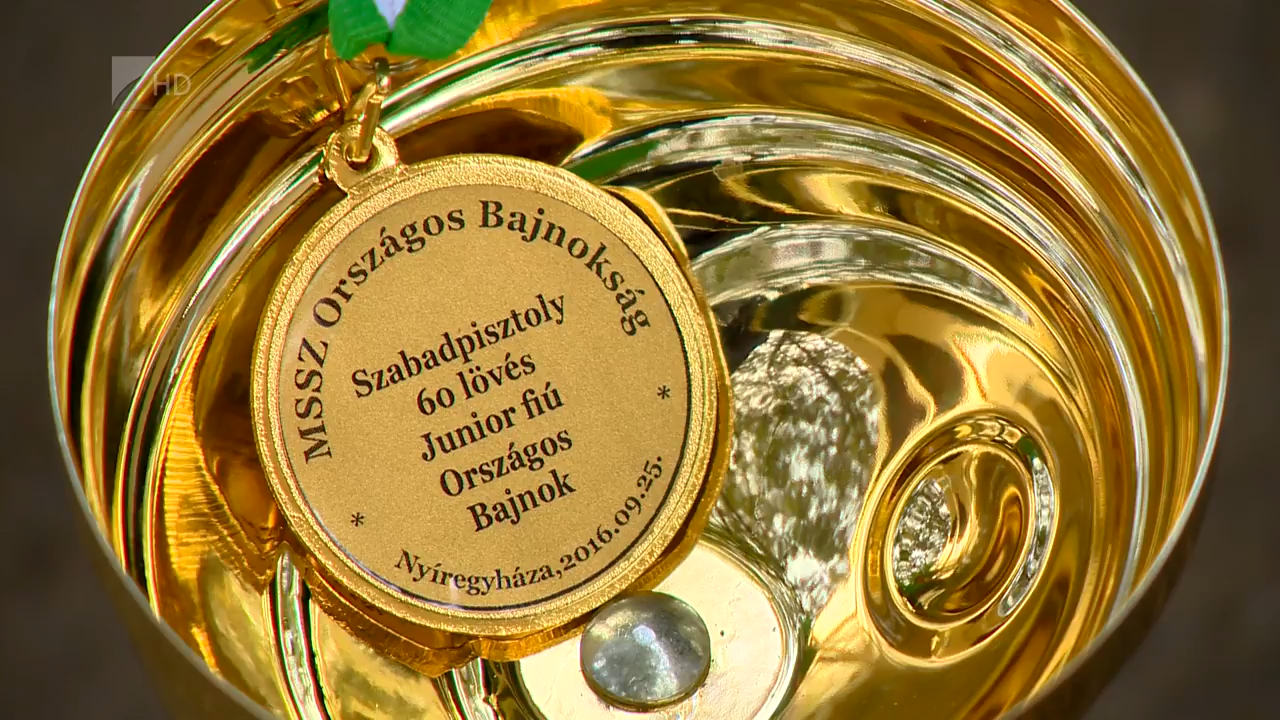 HD
MSSZ Országos Bajnokság
Szabadpisztoly
60 lövés
Junior fiú
Országos
Bajnok
* *
Nyíregyháza,2016.09.25.